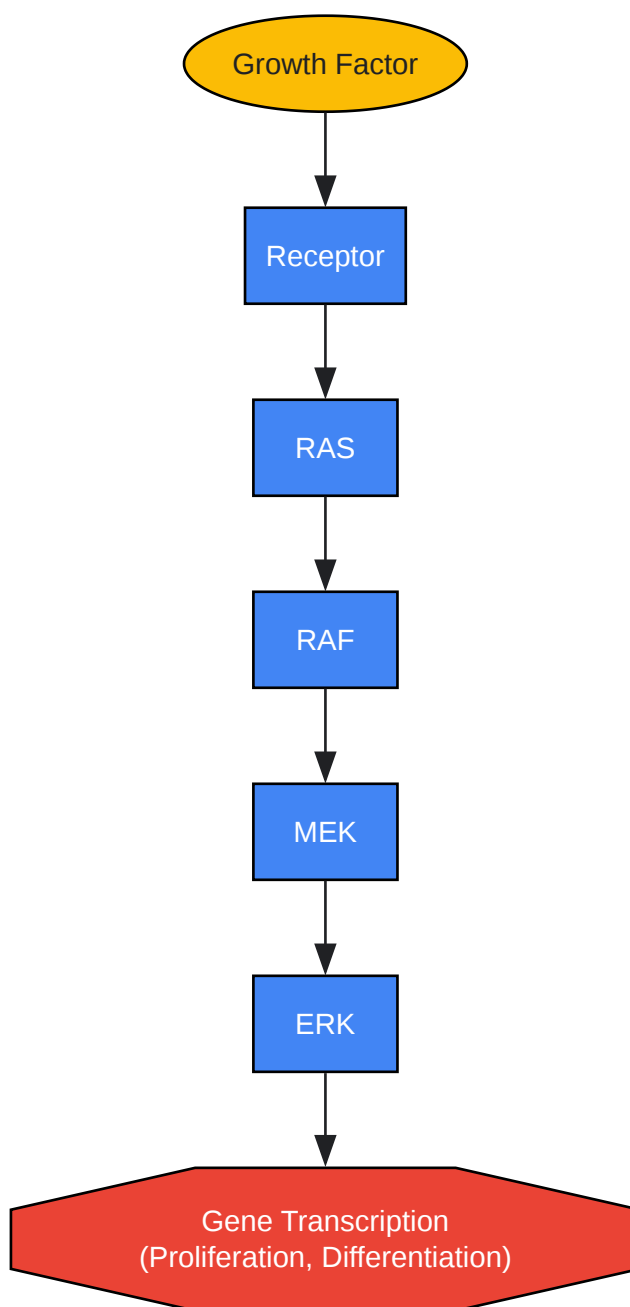 Growth Factor
Receptor
RAS
RAF
MEK
ERK
Gene Transcription
(Proliferation, Differentiation)